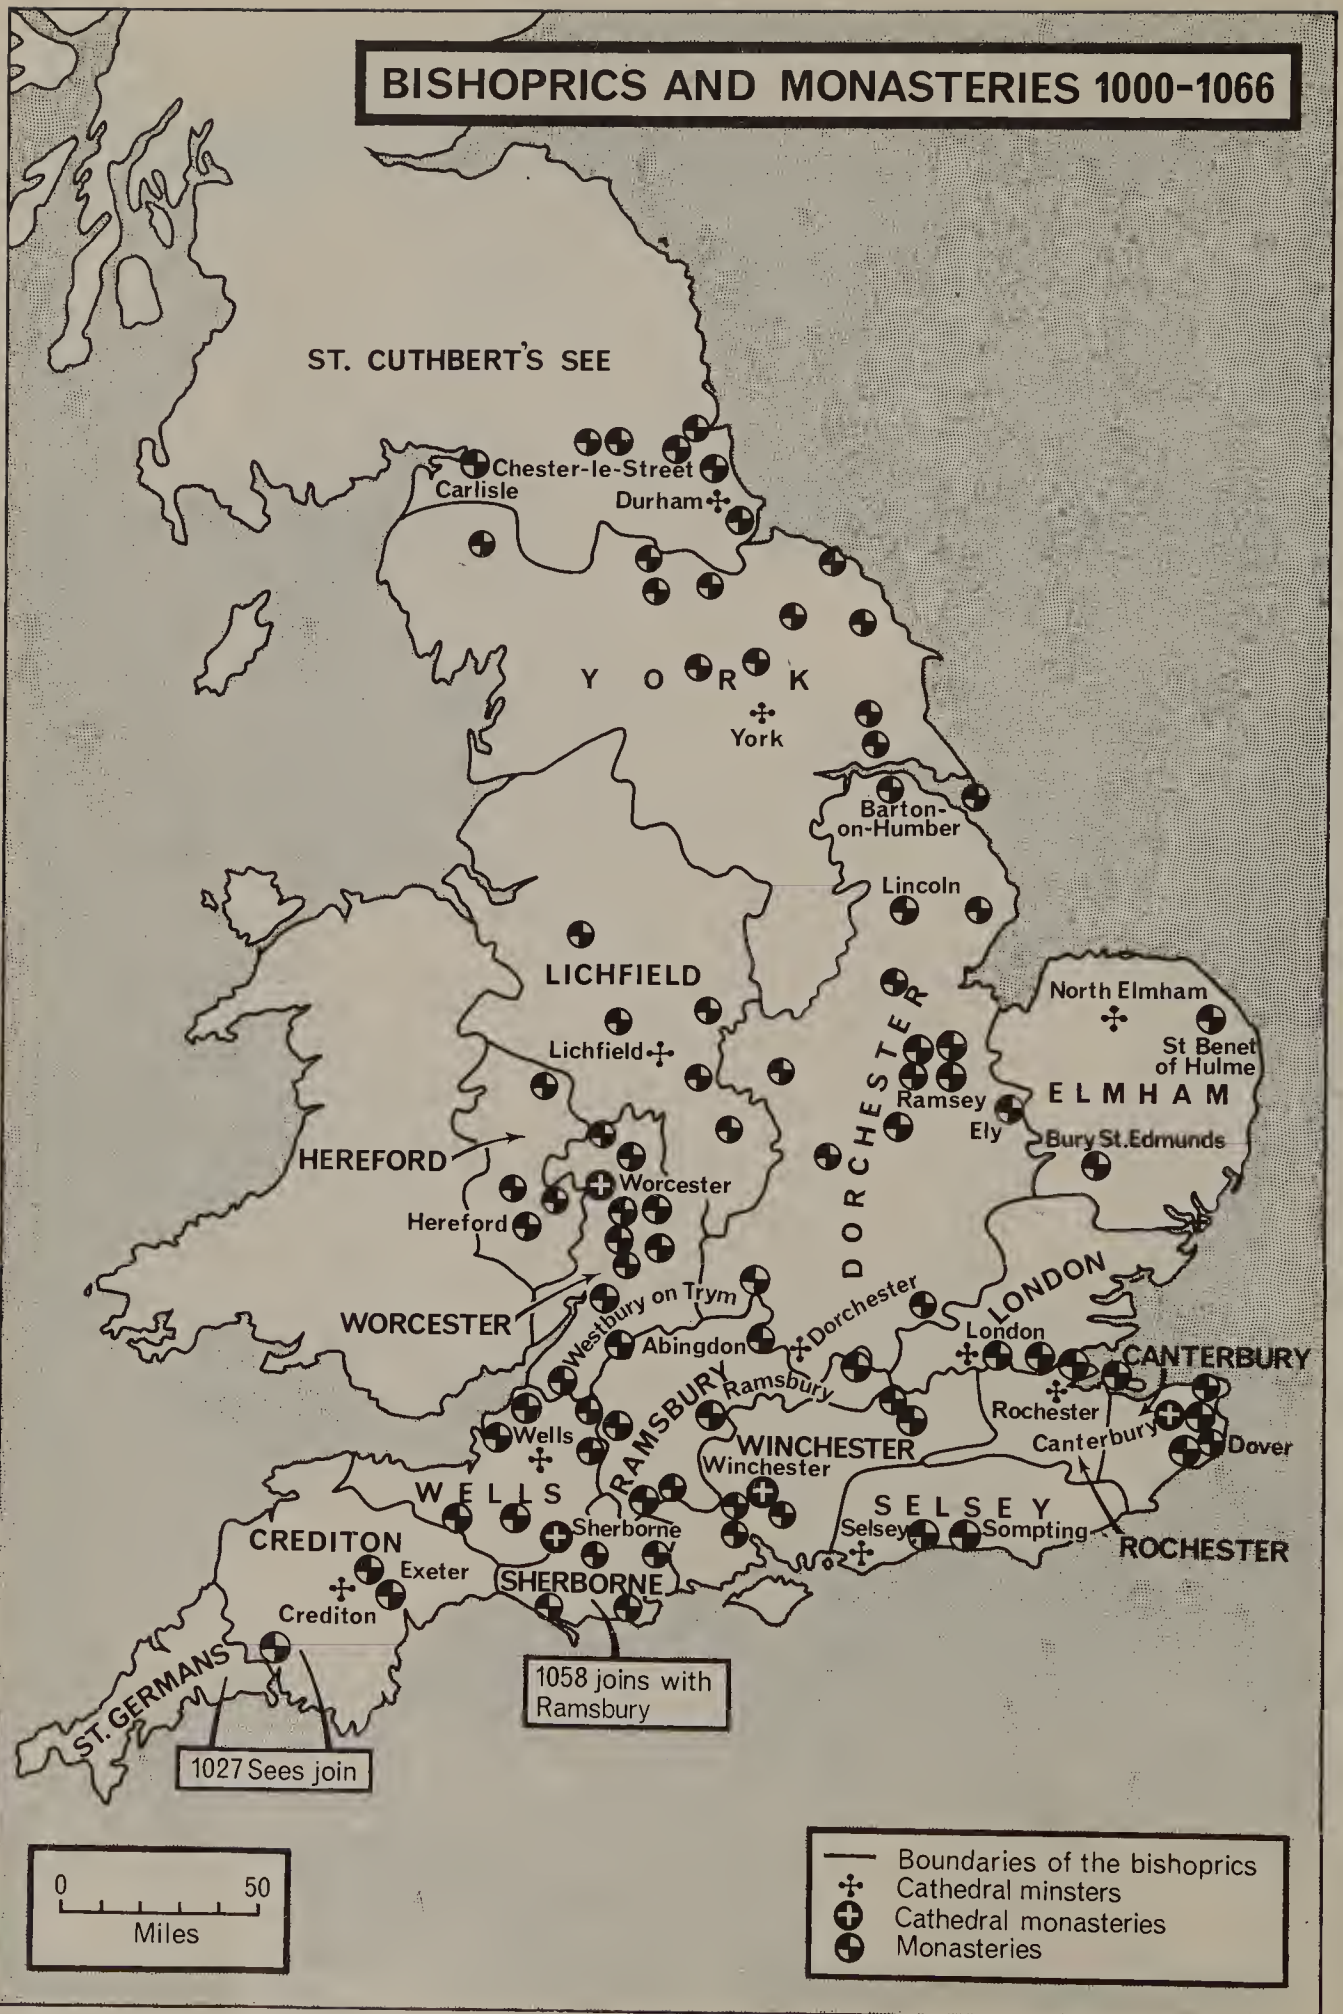 BISHOPRICS AND MONASTERIES 1000-1066
ST. CUTHBERT'S SEE
Chester-le-Street
Carlisle
Durham
Y O R K
York
Barton-
on-Humber
Lincoln
LICHFIELD
Lichfield
North Elmham
St Benet
of Hulme
ELMHAM
DORCHESTER
Ramsey
Ely
Bury St. Edmunds
HEREFORD
Worcester
Hereford
WORCESTER
Westbury on Trym
Abingdon
Dorchester
LONDON
London
CANTERBURY
RAMSBURY
Ramsbury
Rochester
Canterbury
Dover
Wells
WINCHESTER
Winchester
WELLS
SELSEY
Selsey
Sompting
ROCHESTER
Sherborne
CREDITON
Exeter
SHERBORNE
Crediton
ST. GERMANS
1058 joins with
Ramsbury
1027 Sees join
0 50
Miles
Boundaries of the bishoprics
Cathedral minsters
Cathedral monasteries
Monasteries